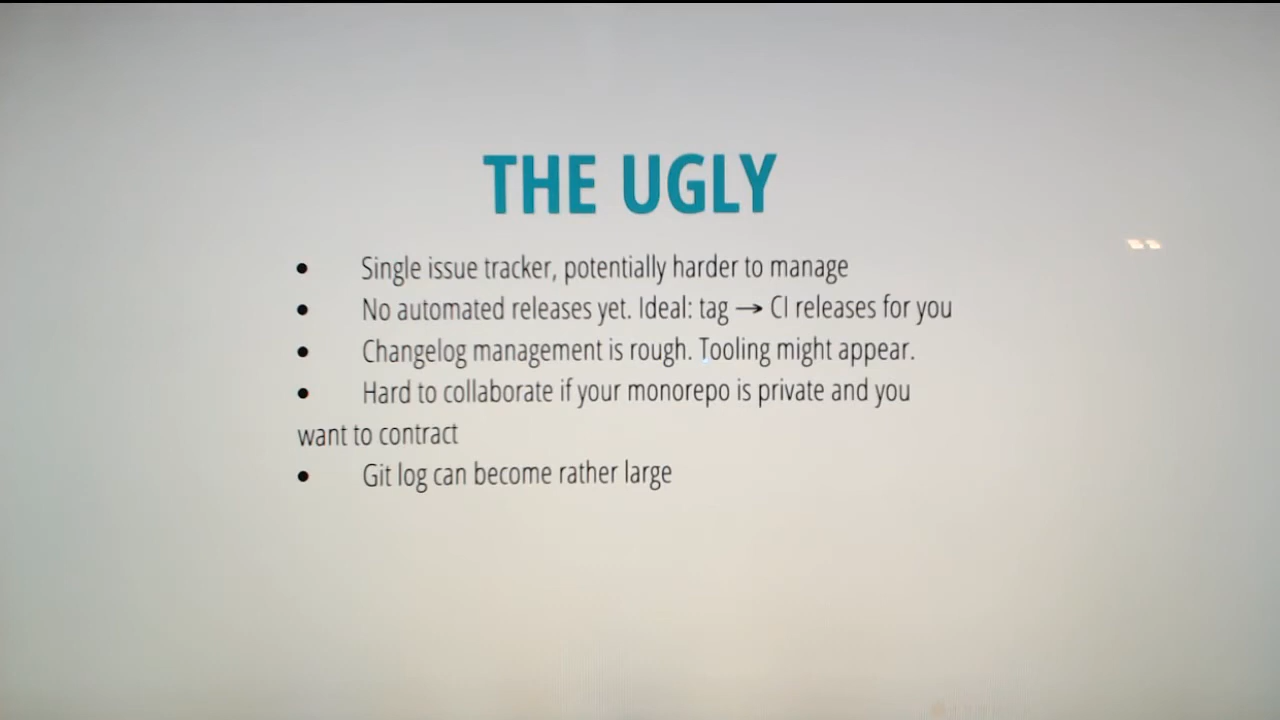 THE UGLY
• Single issue tracker, potentially harder to manage
• No automated releases yet. Ideal: tag → CI releases for you
• Changelog management is rough. Tooling might appear.
• Hard to collaborate if your monorepo is private and you
want to contract
• Git log can become rather large